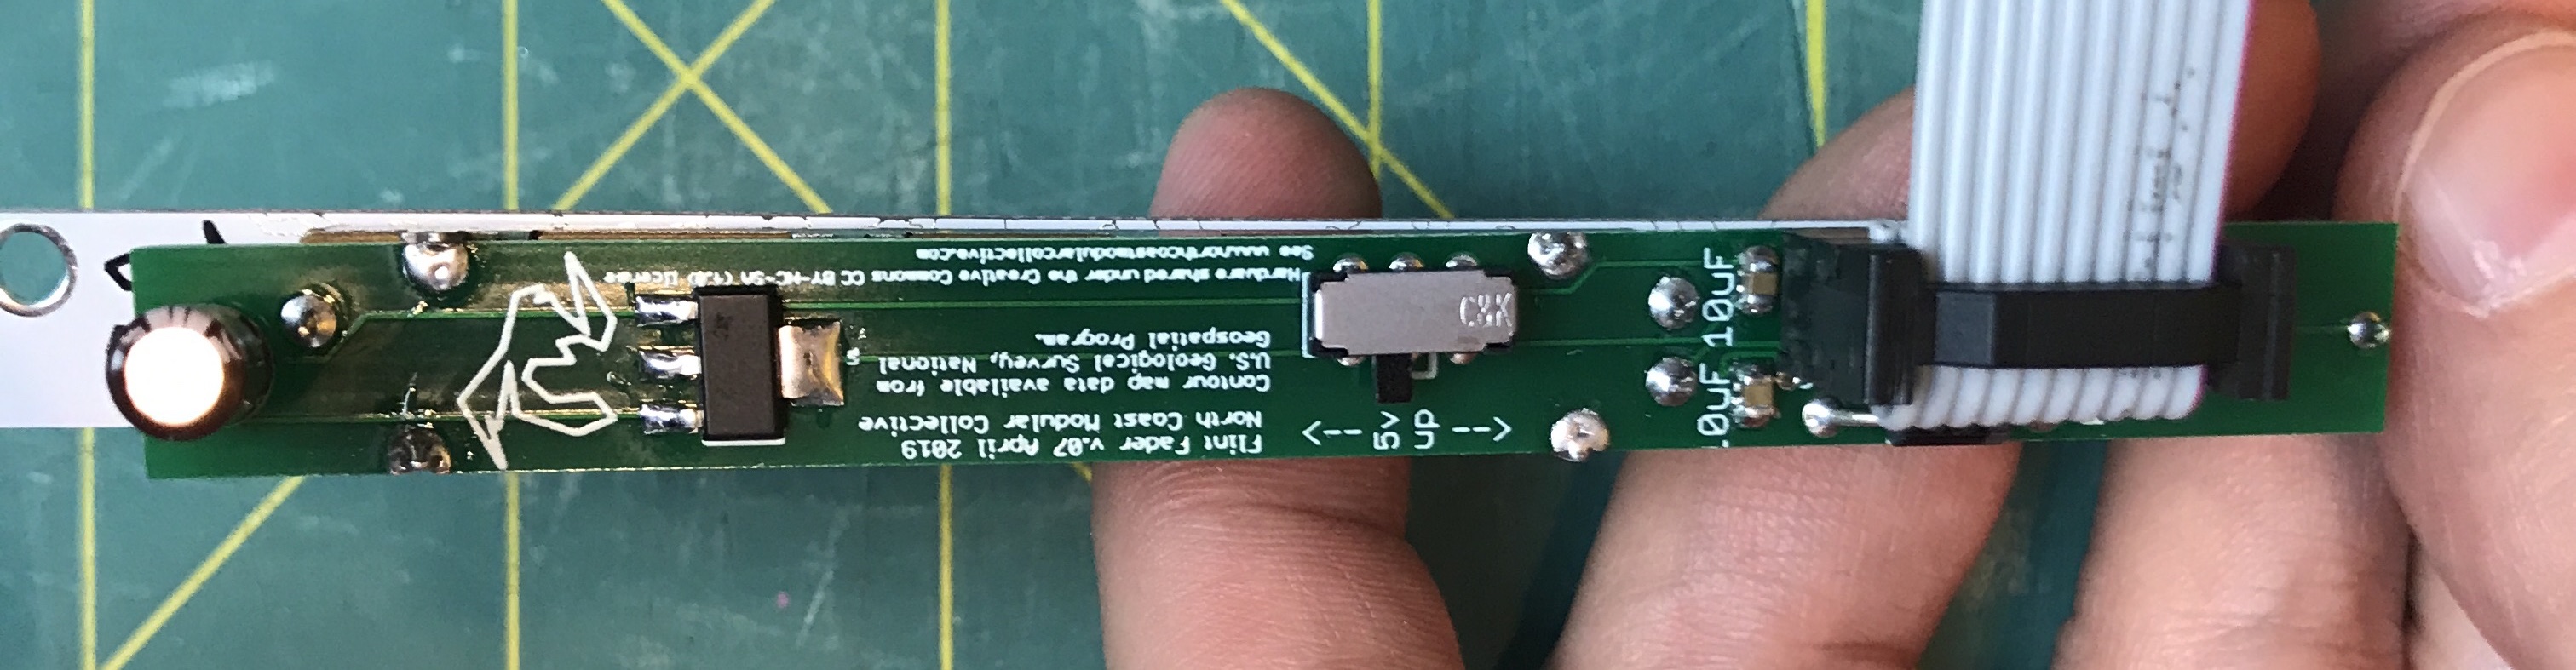 Flint Fader v.07 April 2019
North Coast Modular Collective
Contour map data available from
U.S. Geological Survey, National
Geospatial Program.
Hardware shared under the Creative Commons CC BY-NC-SA (4.0) license
See www.northcoastmodularcollective.com
C&K
<-- 5v up -->
.0uF 10uF